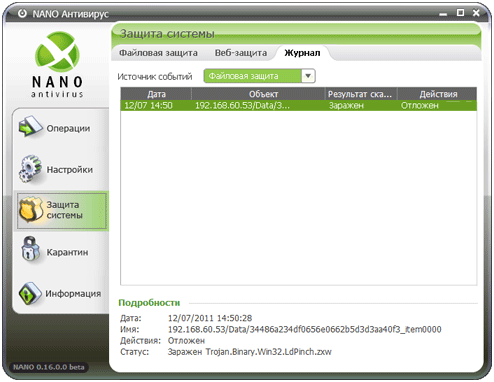 NANO Антивирус
NANO
antivirus
Операции
Настройки
Защита
системы
Карантин
Информация
NANO 0.16.0.0 beta
Защита системы
Файловая защита Веб-защита Журнал
Источник событий Файловая защита
Дата Объект Результат ска... Действия
12/07 14:50 192.168.60.53/Data/3... Заражен Отложен
Подробности
Дата: 12/07/2011 14:50:28
Имя: 192.168.60.53/Data/34486a234df0656e0662b5d3d3aa40f3_item0000
Действия: Отложен
Статус: Заражен Trojan.Binary.Win32.LdPinch.zxw